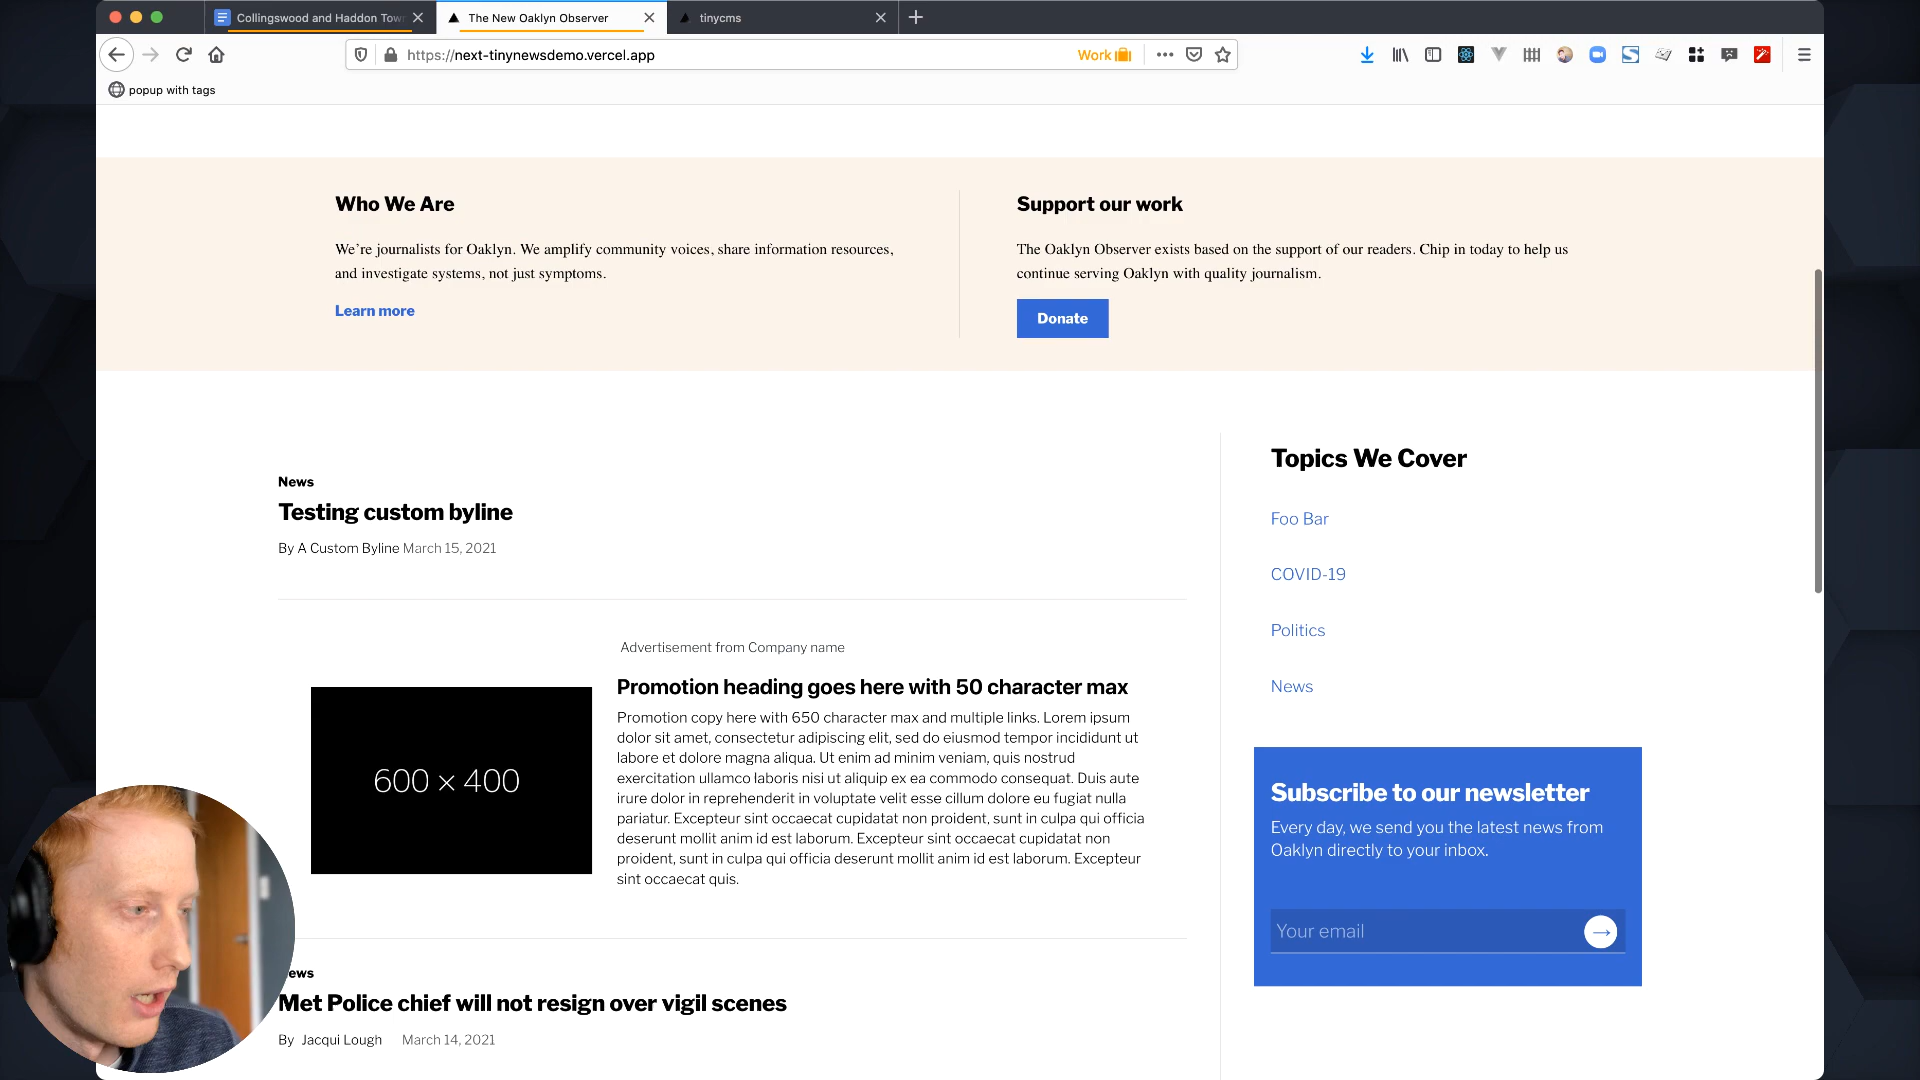 Collingswood and Haddon Tow
The New Oaklyn Observer
tinycms
https://next-tinynewsdemo.vercel.app
Work
popup with tags
Who We Are
We’re journalists for Oaklyn. We amplify community voices, share information resources,
and investigate systems, not just symptoms.
Learn more
Support our work
The Oaklyn Observer exists based on the support of our readers. Chip in today to help us
continue serving Oaklyn with quality journalism.
Donate
News
Testing custom byline
By A Custom Byline March 15, 2021
Advertisement from Company name
600 × 400
Promotion heading goes here with 50 character max
Promotion copy here with 650 character max and multiple links. Lorem ipsum
dolor sit amet, consectetur adipiscing elit, sed do eiusmod tempor incididunt ut
labore et dolore magna aliqua. Ut enim ad minim veniam, quis nostrud
exercitation ullamco laboris nisi ut aliquip ex ea commodo consequat. Duis aute
irure dolor in reprehenderit in voluptate velit esse cillum dolore eu fugiat nulla
pariatur. Excepteur sint occaecat cupidatat non proident, sunt in culpa qui officia
deserunt mollit anim id est laborum. Excepteur sint occaecat cupidatat non
proident, sunt in culpa qui officia deserunt mollit anim id est laborum. Excepteur
sint occaecat quis.
ews
Met Police chief will not resign over vigil scenes
By Jacqui Lough March 14, 2021
Topics We Cover
Foo Bar
COVID-19
Politics
News
Subscribe to our newsletter
Every day, we send you the latest news from
Oaklyn directly to your inbox.
Your email